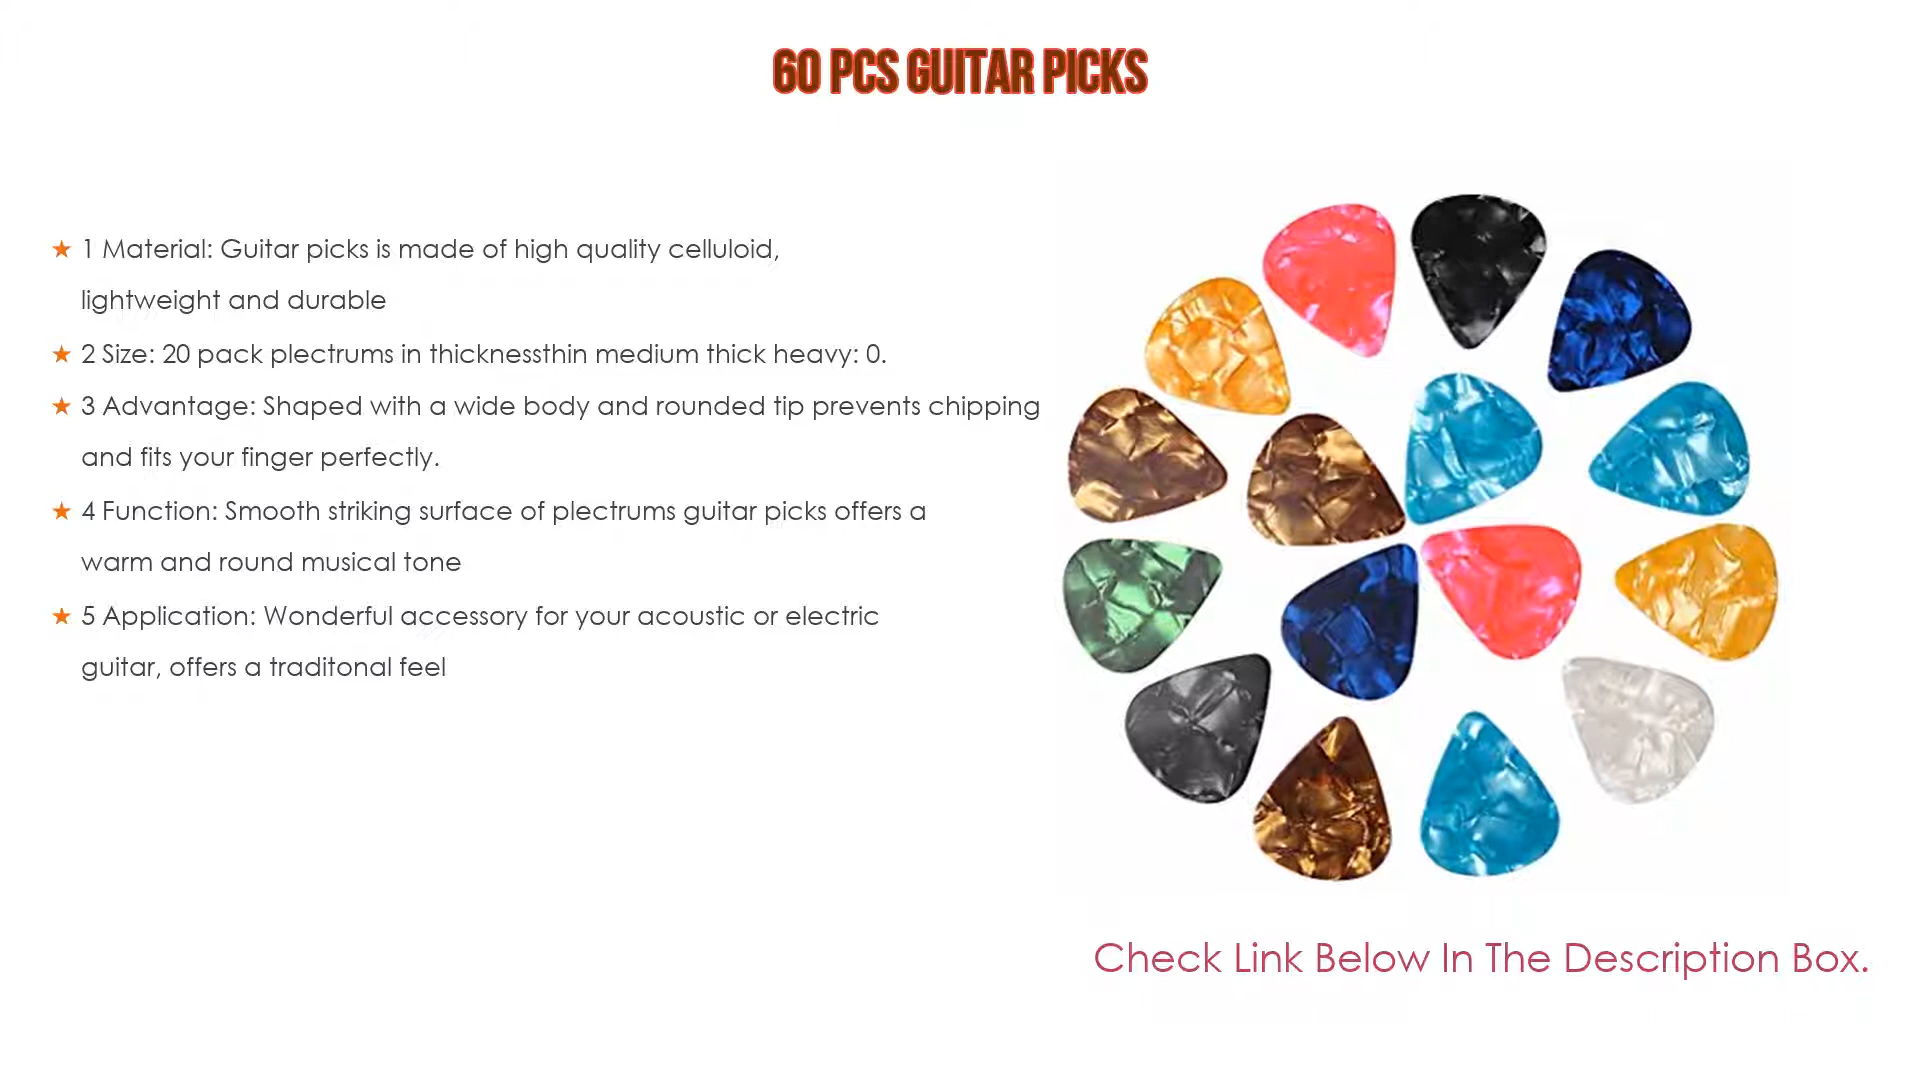 60 PCS GUITAR PICKS
★ 1 Material: Guitar picks is made of high quality celluloid,
lightweight and durable
★ 2 Size: 20 pack plectrums in thicknessthin medium thick heavy: 0.
★ 3 Advantage: Shaped with a wide body and rounded tip prevents chipping
and fits your finger perfectly.
★ 4 Function: Smooth striking surface of plectrums guitar picks offers a
warm and round musical tone
★ 5 Application: Wonderful accessory for your acoustic or electric
guitar, offers a traditonal feel
Check Link Below In The Description Box.